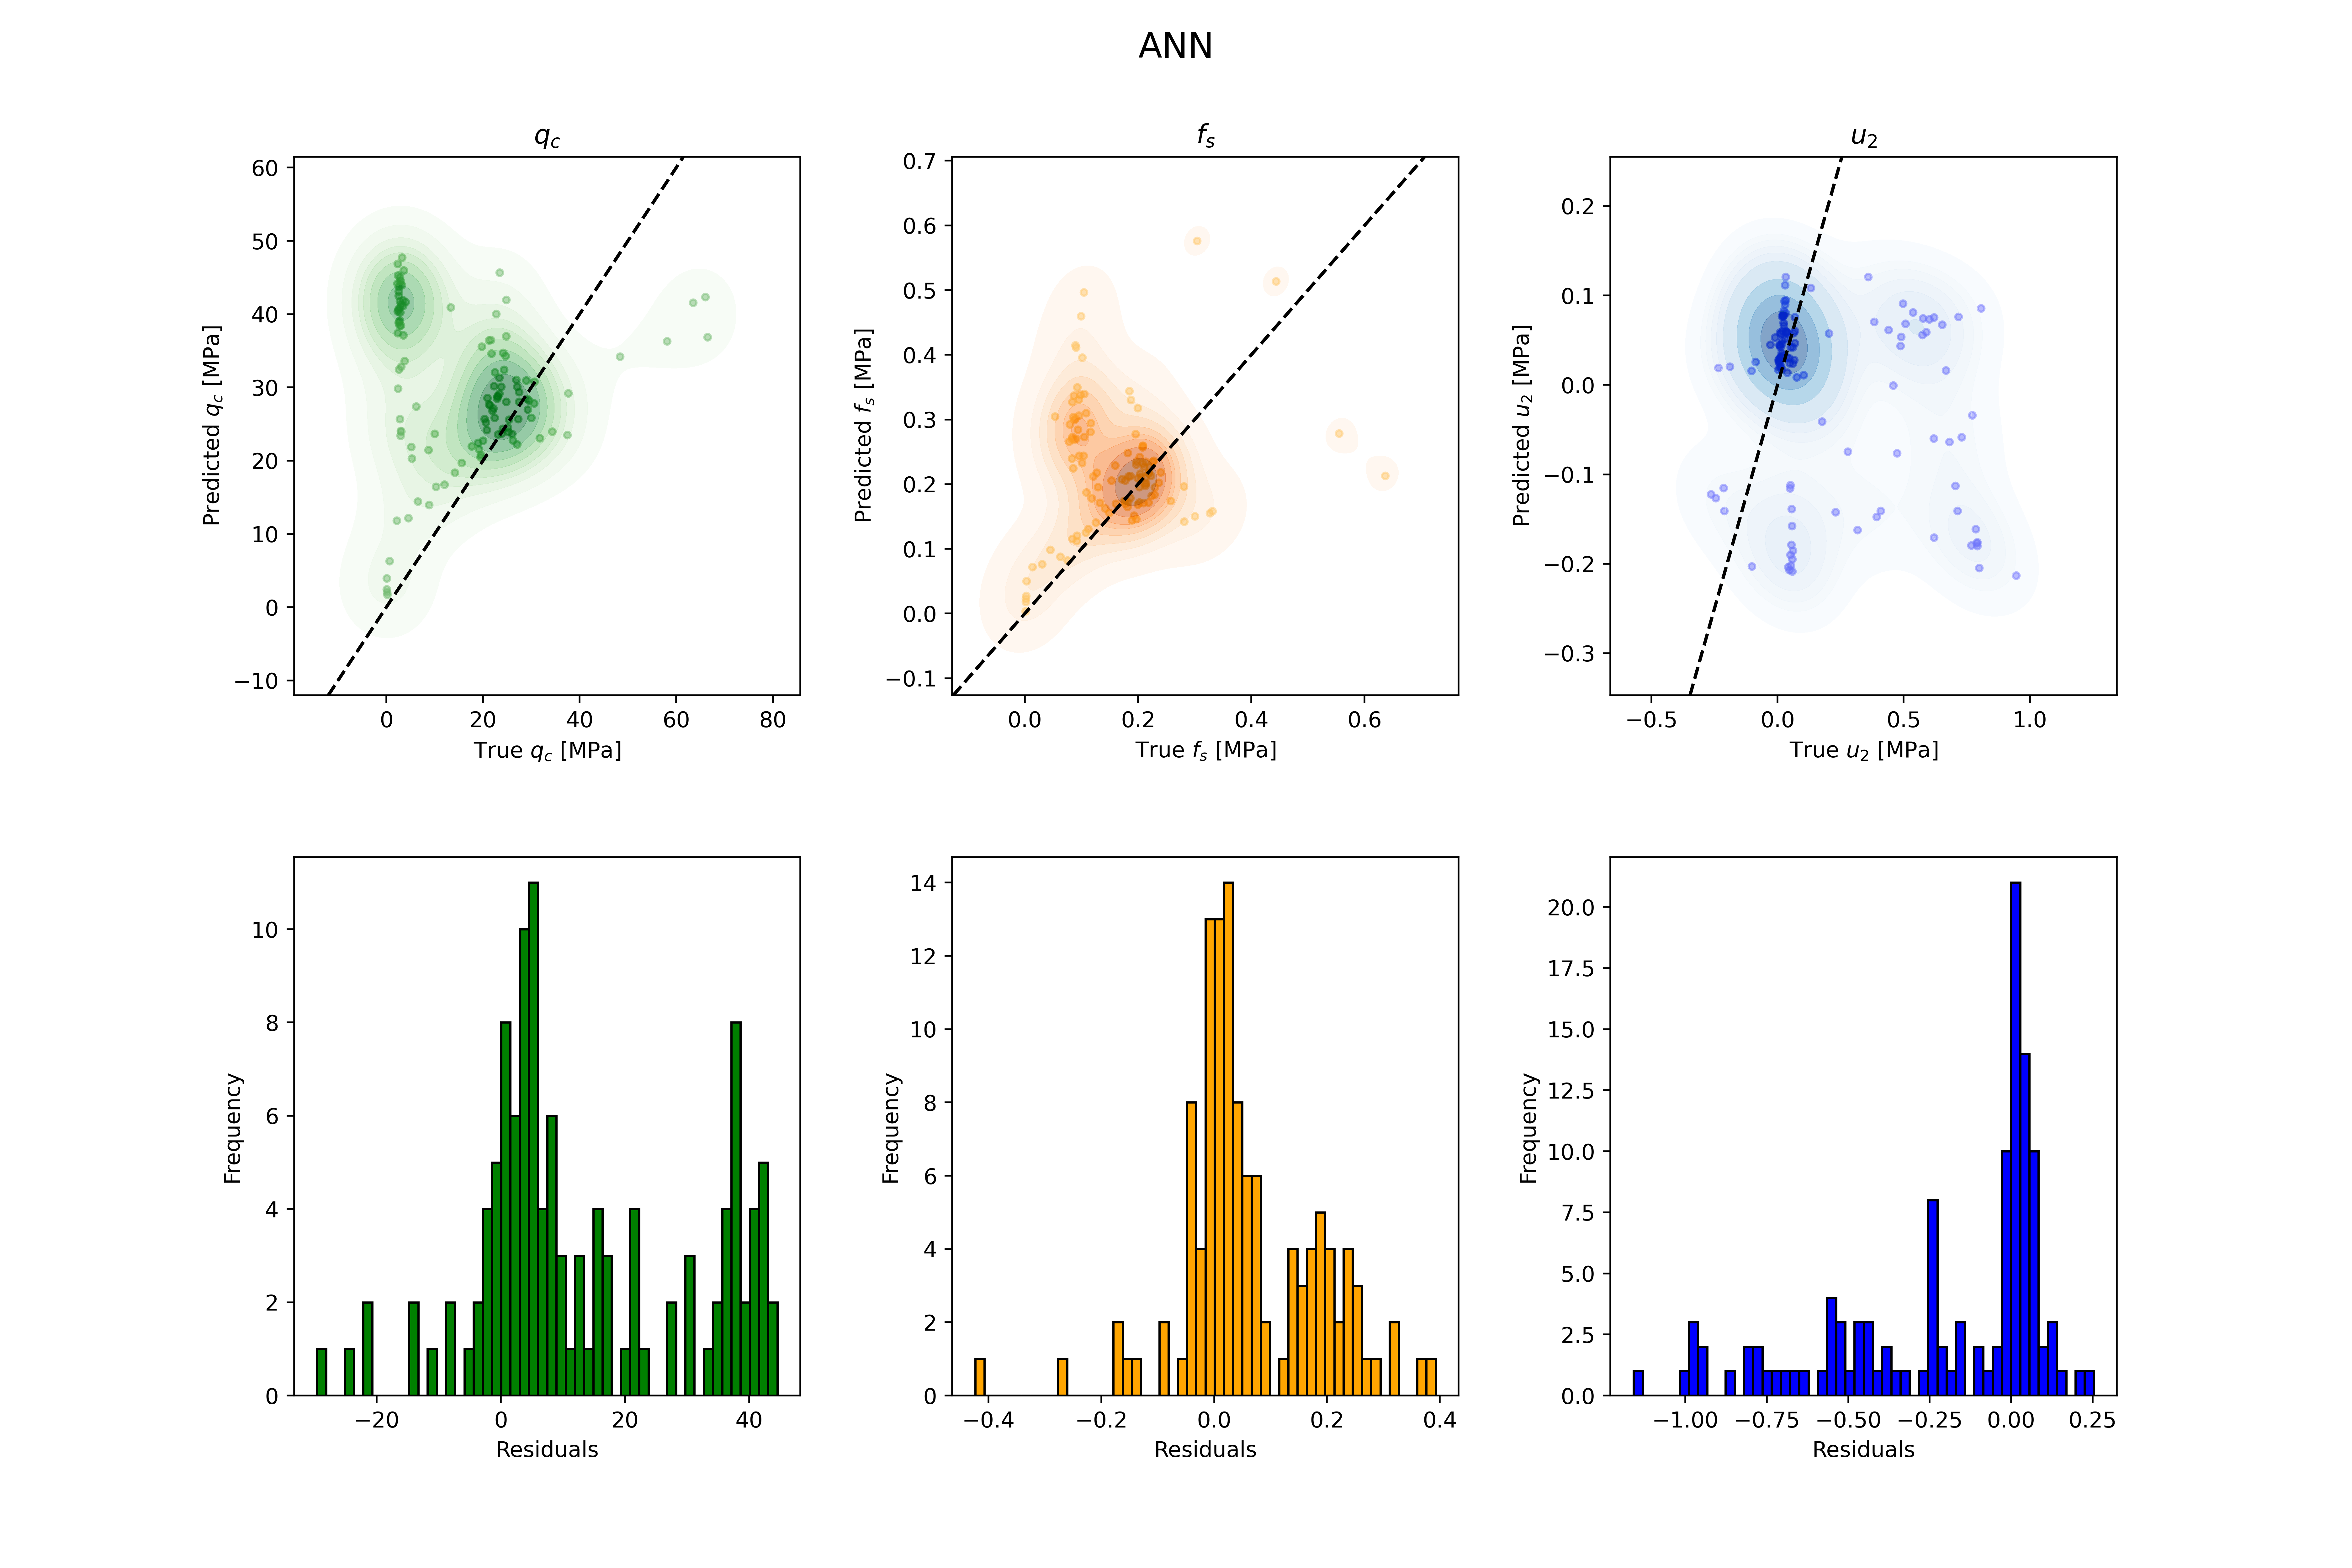 ANN
q_c
60
50
40
30
20
10
0
−10
Predicted q_c [MPa]
0 20 40 60 80
True q_c [MPa]
f_s
0.7
0.6
0.5
0.4
0.3
0.2
0.1
0.0
−0.1
Predicted f_s [MPa]
0.0 0.2 0.4 0.6
True f_s [MPa]
u_2
0.2
0.1
0.0
−0.1
−0.2
−0.3
Predicted u_2 [MPa]
−0.5 0.0 0.5 1.0
True u_2 [MPa]
10
8
6
4
2
0
Frequency
−20 0 20 40
Residuals
14
12
10
8
6
4
2
0
Frequency
−0.4 −0.2 0.0 0.2 0.4
Residuals
20.0
17.5
15.0
12.5
10.0
7.5
5.0
2.5
0.0
Frequency
−1.00 −0.75 −0.50 −0.25 0.00 0.25
Residuals